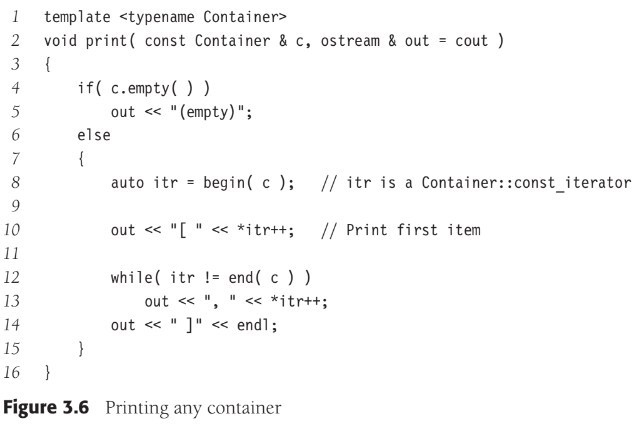 1 template <typename Container>
2 void print( const Container & c, ostream & out = cout )
3 {
4     if( c.empty( ) )
5         out << "(empty)";
6     else
7     {
8         auto itr = begin( c );   // itr is a Container::const_iterator
9
10         out << "[ " << *itr++;   // Print first item
11
12         while( itr != end( c ) )
13             out << ", " << *itr++;
14         out << " ]" << endl;
15     }
16 }
Figure 3.6 Printing any container